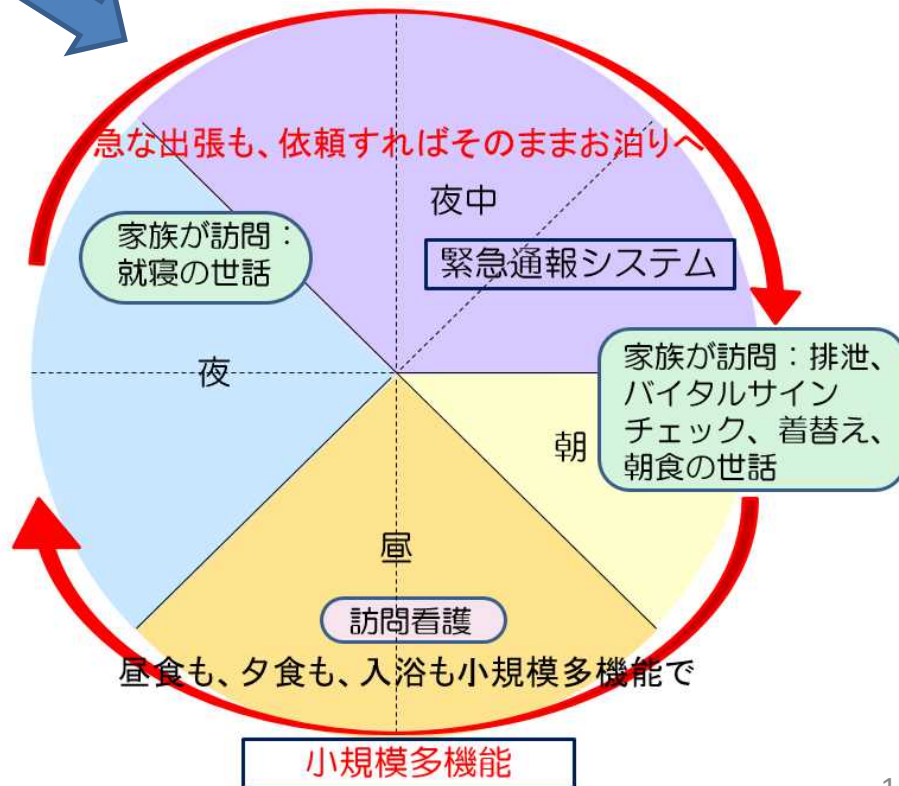 急な出張も、依頼すればそのままお泊りへ
夜中
緊急通報システム
家族が訪問：
就寝の世話
夜
家族が訪問：排泄、
バイタルサイン
チェック、着替え、
朝食の世話
朝
昼
訪問看護
昼食も、夕食も、入浴も小規模多機能で
小規模多機能
1